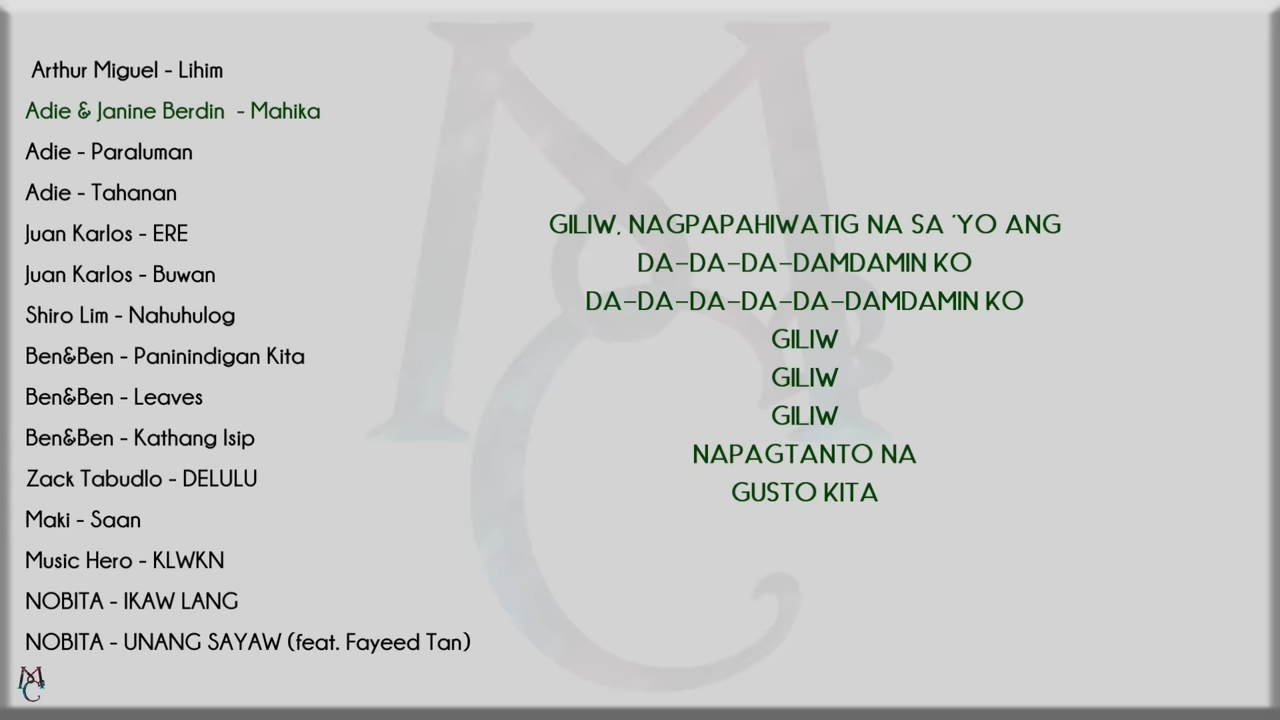 Arthur Miguel - Lihim
Adie & Janine Berdin - Mahika
Adie - Paraluman
Adie - Tahanan
Juan Karlos - ERE
Juan Karlos - Buwan
Shiro Lim - Nahuhulog
Ben&Ben - Paninindigan Kita
Ben&Ben - Leaves
Ben&Ben - Kathang Isip
Zack Tabudlo - DELULU
Maki - Saan
Music Hero - KLWKN
NOBITA - IKAW LANG
NOBITA - UNANG SAYAW (feat. Fayeed Tan)
GILIW, NAGPAPAHIWATIG NA SA 'YO ANG
DA-DA-DA-DAMDAMIN KO
DA-DA-DA-DA-DA-DAMDAMIN KO
GILIW
GILIW
GILIW
NAPAGTANTO NA
GUSTO KITA
MC